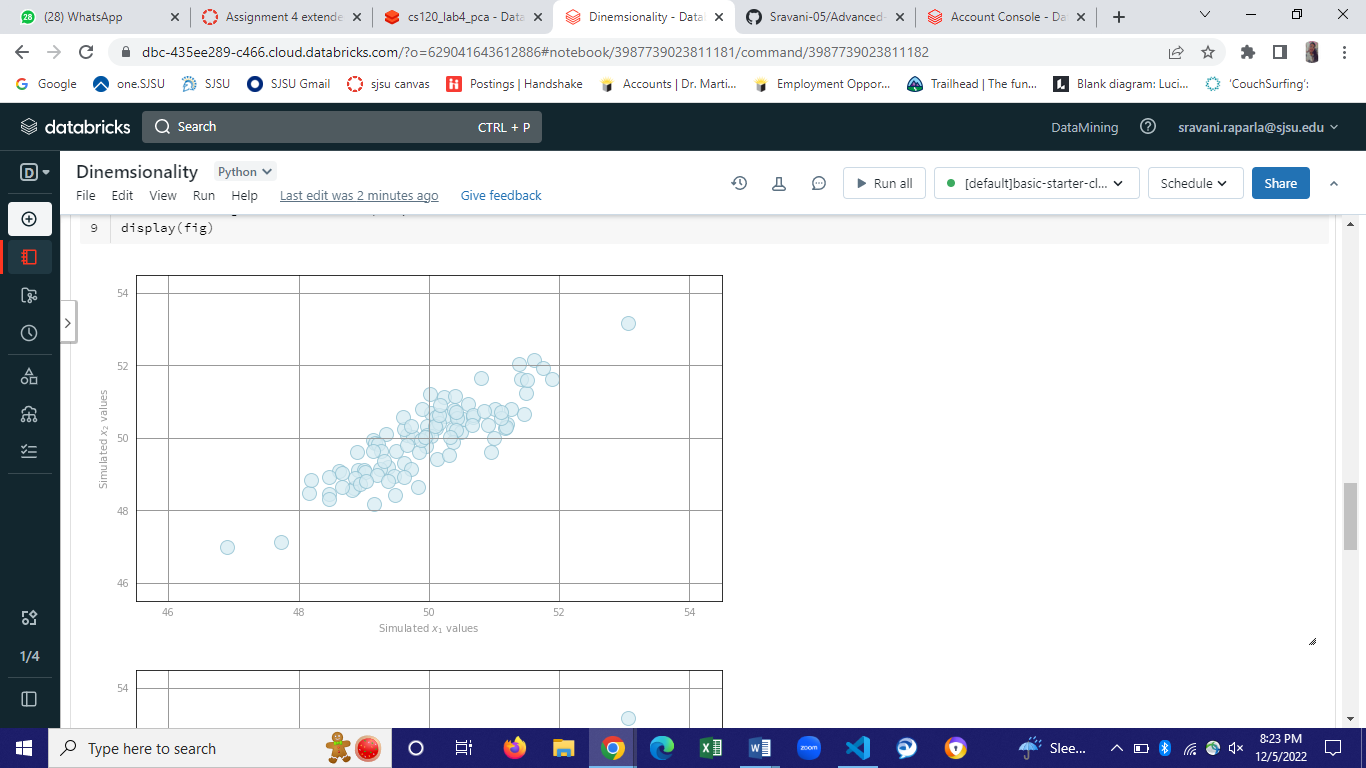 (28) WhatsApp
Assignment 4 extende
cs120_lab4_pca - Data
Dinemsionality - Datab
Sravani-05/Advanced-
Account Console - Da
dbc-435ee289-c466.cloud.databricks.com/?o=629041643612886#notebook/3987739023811181/command/3987739023811182
Google
one.SJSU
SJSU
SJSU Gmail
sjsu canvas
Postings | Handshake
Accounts | Dr. Marti...
Employment Oppor...
Trailhead | The fun...
Blank diagram: Luci...
'CouchSurfing':
databricks
Search
CTRL + P
DataMining
sravani.raparla@sjsu.edu
D
Dinemsionality
Python
File Edit View Run Help Last edit was 2 minutes ago Give feedback
Run all
[default]basic-starter-cl...
Schedule
Share
9 display(fig)
54
52
50
48
46
Simulated x₂ values
46 48 50 52 54
Simulated x₁ values
54
1/4
Type here to search
zoom
Slee...
8:23 PM
12/5/2022